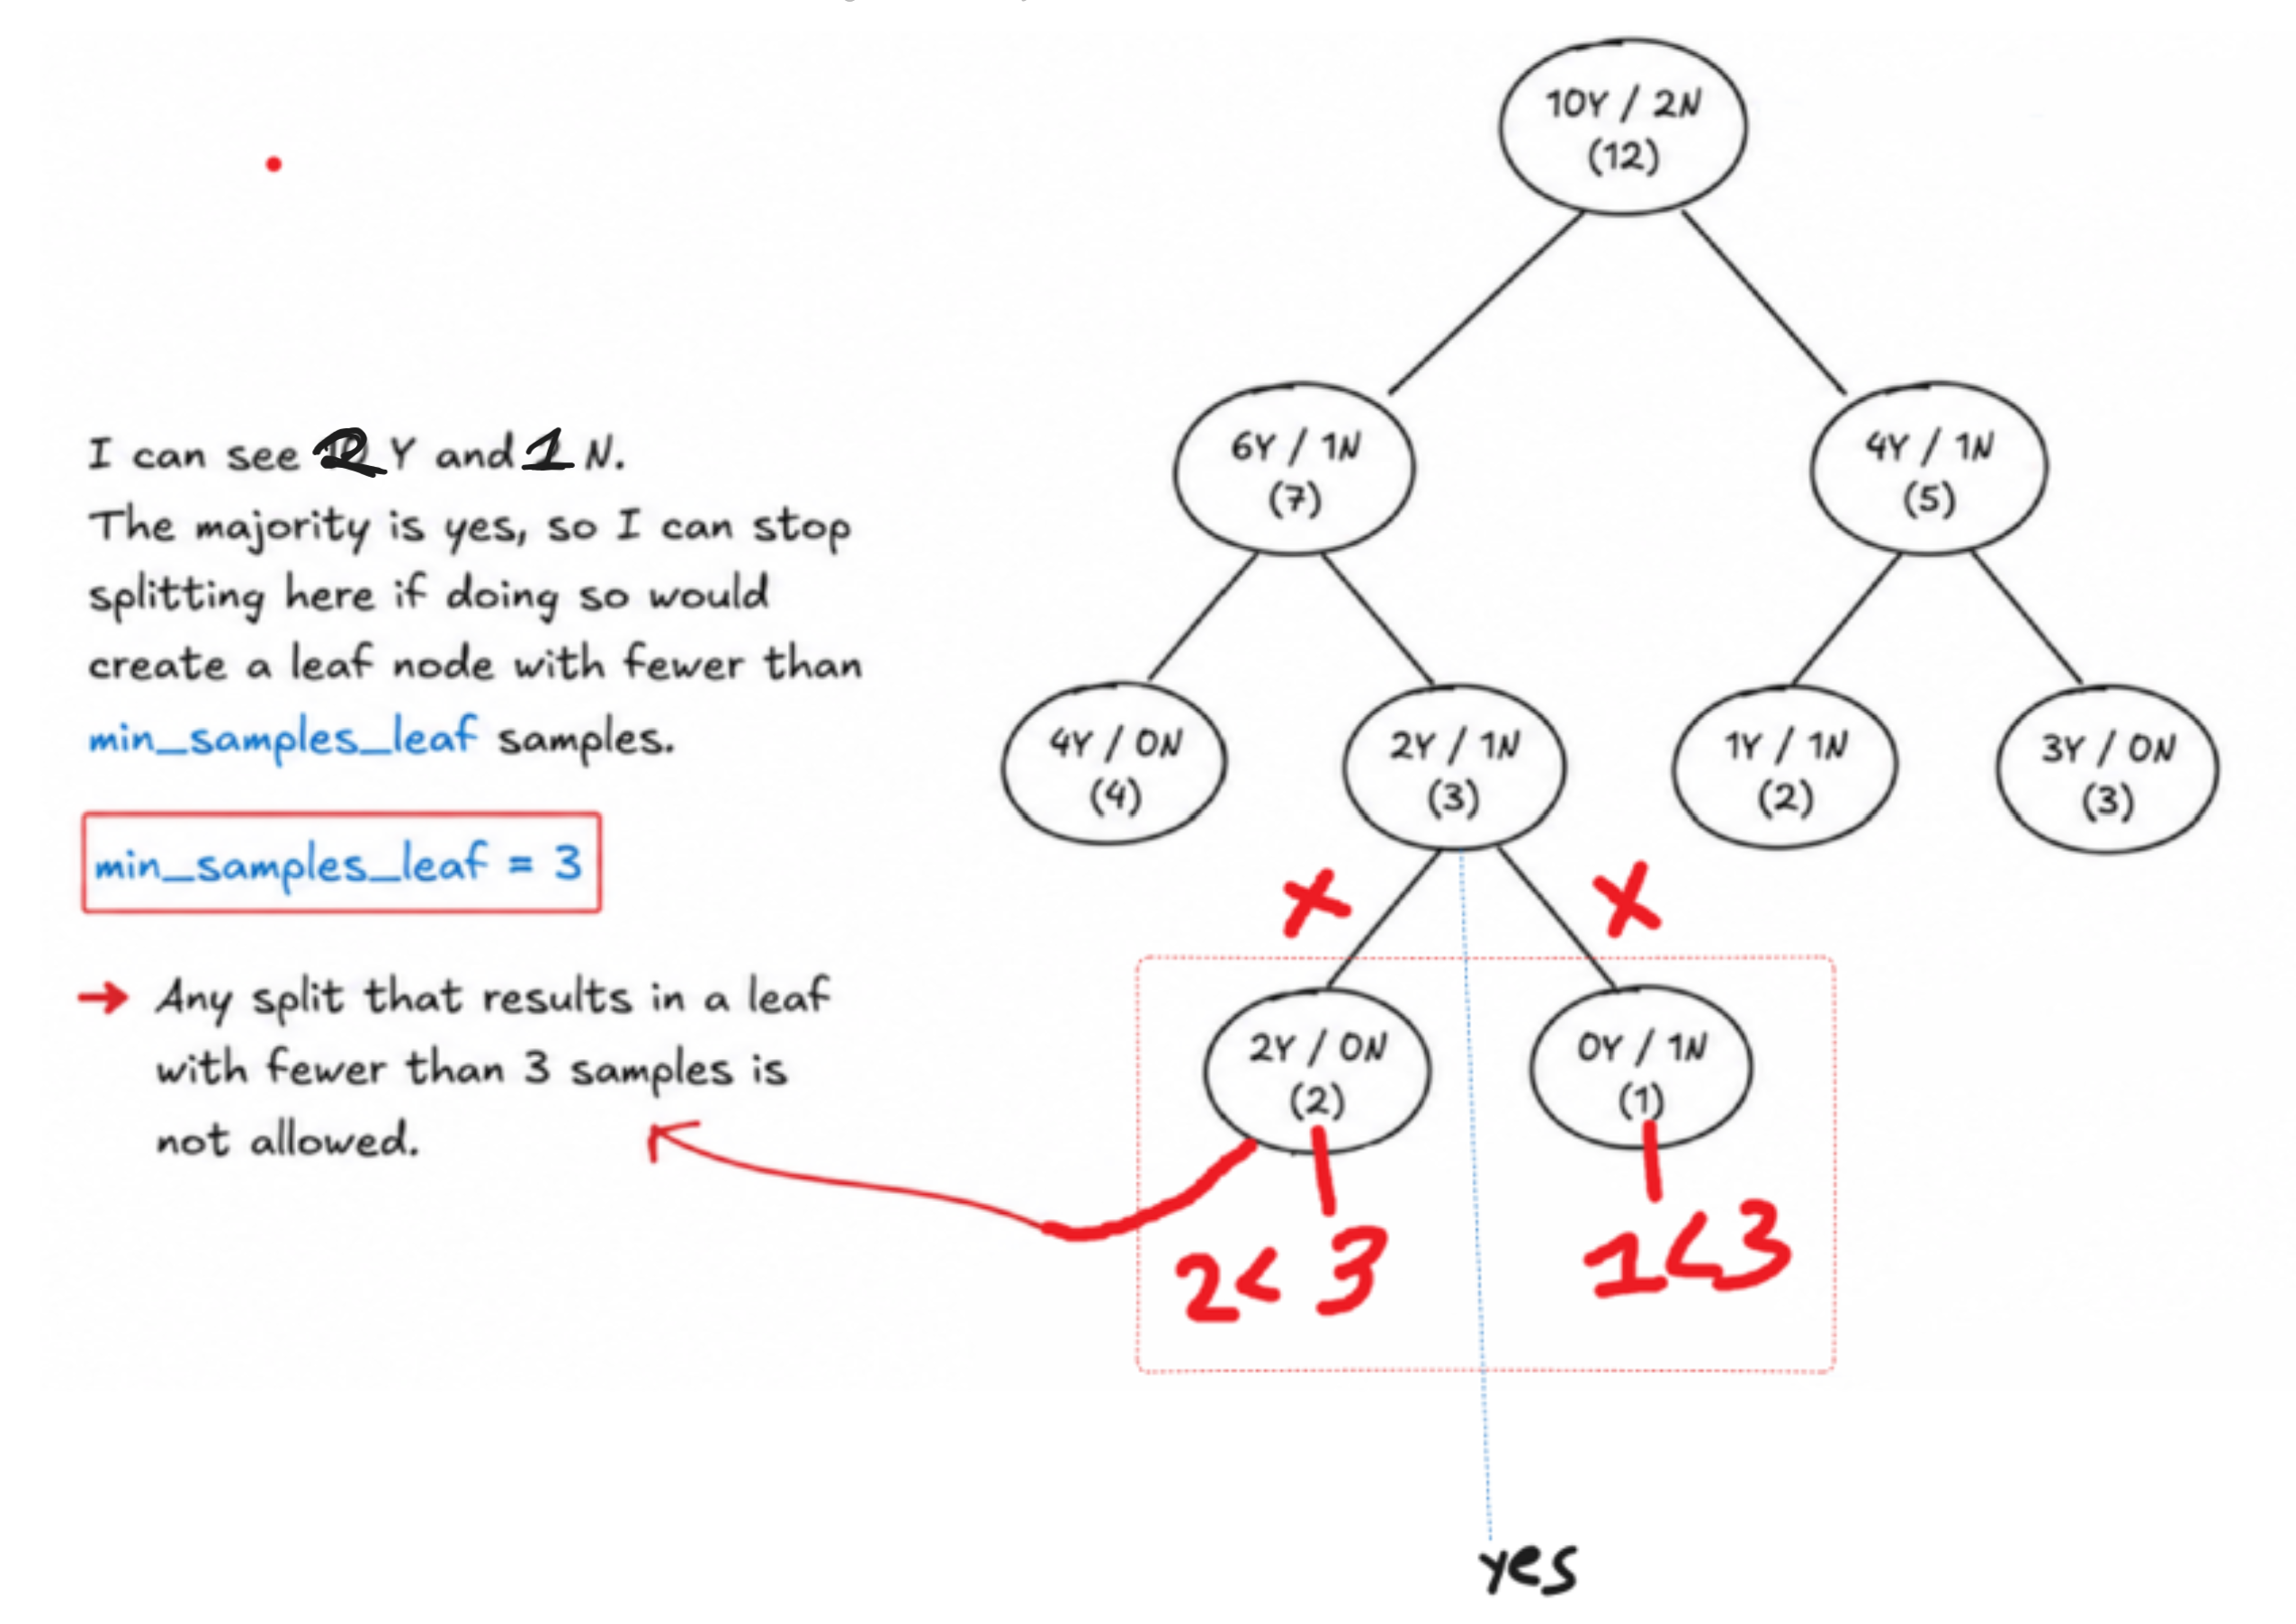 I can see 2 Y and 1 N.
The majority is yes, so I can stop
splitting here if doing so would
create a leaf node with fewer than
min_samples_leaf samples.
min_samples_leaf = 3
→ Any split that results in a leaf
with fewer than 3 samples is
not allowed.
10Y / 2N
(12)
6Y / 1N
(7)
4Y / 1N
(5)
4Y / 0N
(4)
2Y / 1N
(3)
1Y / 1N
(2)
3Y / 0N
(3)
x
x
2Y / 0N
(2)
0Y / 1N
(1)
2< 3
1<3
yes